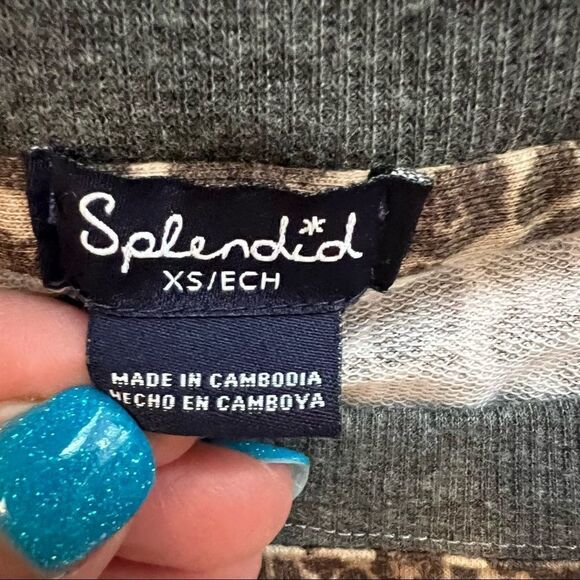 Splendid
XS/ECH
MADE IN CAMBODIA
HECHO EN CAMBOYA